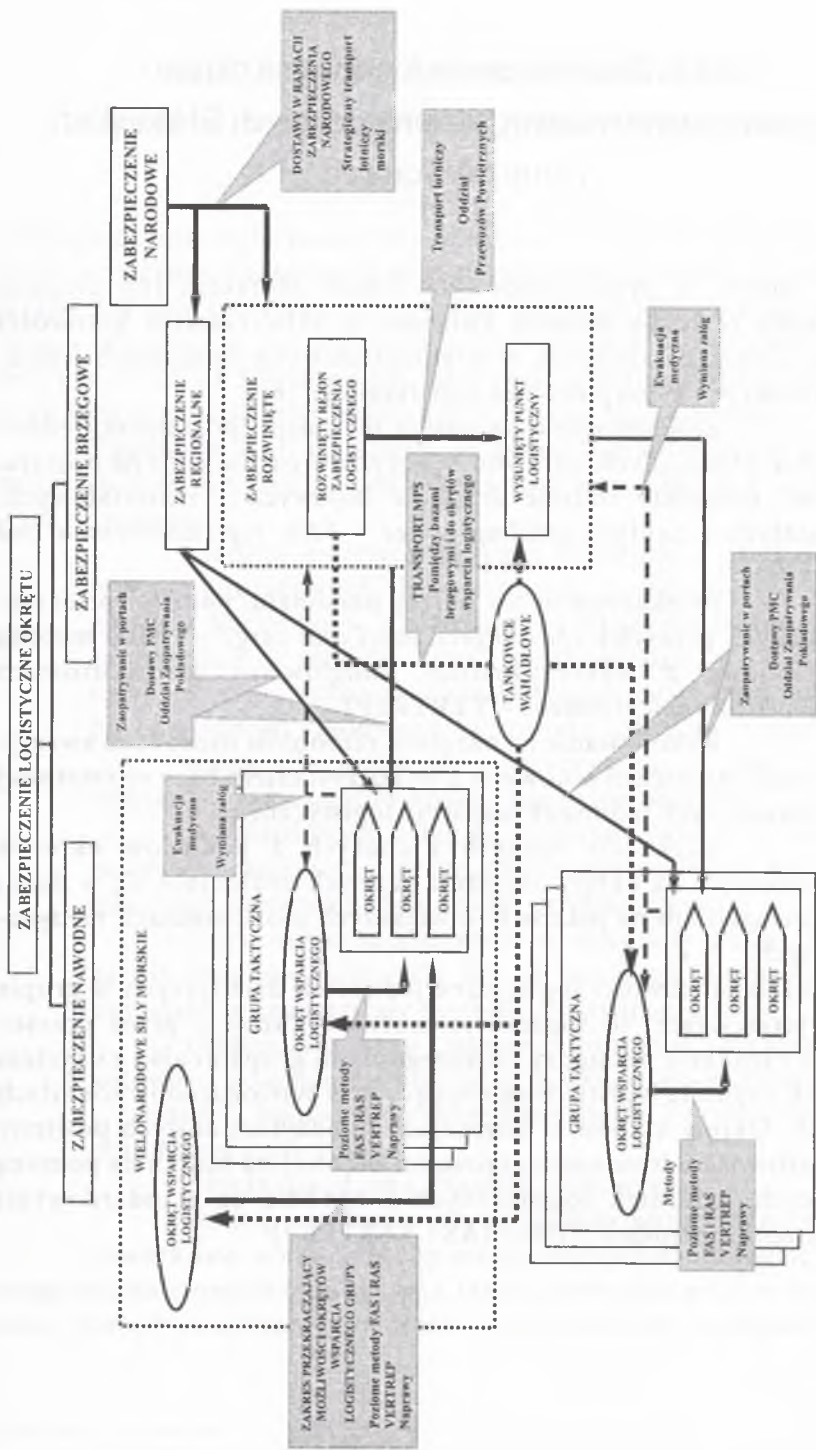 ZABEZPIECZENIE LOGISTYCZNE OKRĘTU
ZABEZPIECZENIE NAWODNE
ZABEZPIECZENIE BRZEGOWE
ZABEZPIECZENIE
NARODOWE
WIELONARODOWE SIŁY MORSKIE
OKRĘT WSPARCIA
LOGISTYCZNEGO
GRUPA TAKTYCZNA
OKRĘT WSPARCIA
LOGISTYCZNEGO
OKRĘT
OKRĘT
OKRĘT
Ewakuacja
medyczna
Wymiana załóg
Poziome metody
FAS i RAS
VERTREP
Naprawy
ZAKRES PRZEKRACZAJĄCY
MOŻLIWOŚCI OKRĘTÓW
WSPARCIA
LOGISTYCZNEGO GRUPY
Poziome metody FAS i RAS
VERTREP
Naprawy
Zaopatrywanie w portach
Dostawy PMC
Oddział Zaopatrywania
Pokładowego
ZABEZPIECZENIE
REGIONALNE
ZABEZPIECZENIE
ROZWINIĘTE
ROZWINIĘTY REJON
ZABEZPIECZENIA
LOGISTYCZNEGO
WYSUNIĘTY PUNKT
LOGISTYCZNY
DOSTAWY W RAMACH
ZABEZPIECZENIA
NARODOWEGO
Strategiczny transport
lotniczy
morski
Transport lotniczy
Oddział
Przewozów Powietrznych
TRANSPORT MPS
Pomiędzy bazami
brzegowymi i do okrętów
wsparcia logistycznego
TANKOWCE
WAHADŁOWE
Ewakuacja
medyczna
Wymiana załóg
Zaopatrywanie w portach
Dostawy PMC
Oddział Zaopatrywania
Pokładowego
GRUPA TAKTYCZNA
OKRĘT WSPARCIA
LOGISTYCZNEGO
OKRĘT
OKRĘT
OKRĘT
Metody
Poziome metody
FAS i RAS
VERTREP
Naprawy